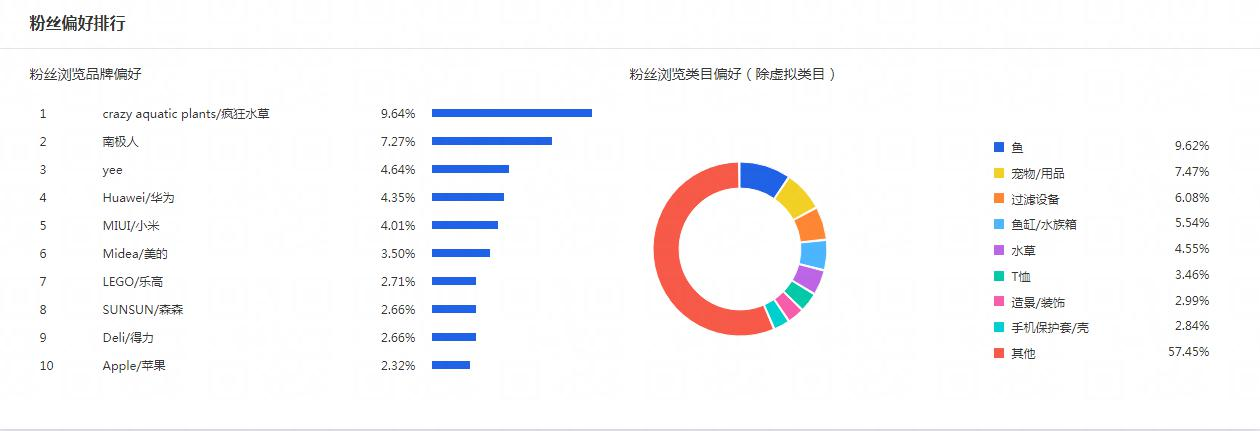 粉丝偏好排行
粉丝浏览品牌偏好
1 crazy aquatic plants/疯狂水草 9.64%
2 南极人 7.27%
3 yee 4.64%
4 Huawei/华为 4.35%
5 MIUI/小米 4.01%
6 Midea/美的 3.50%
7 LEGO/乐高 2.71%
8 SUNSUN/森森 2.66%
9 Deli/得力 2.66%
10 Apple/苹果 2.32%
粉丝浏览类目偏好（除虚拟类目）
鱼 9.62%
宠物/用品 7.47%
过滤设备 6.08%
鱼缸/水族箱 5.54%
水草 4.55%
T恤 3.46%
造景/装饰 2.99%
手机保护套/壳 2.84%
其他 57.45%